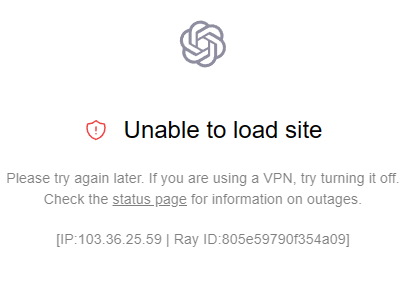 Unable to load site
Please try again later. If you are using a VPN, try turning it off.
Check the status page for information on outages.
[IP:103.36.25.59 | Ray ID:805e59790f354a09]